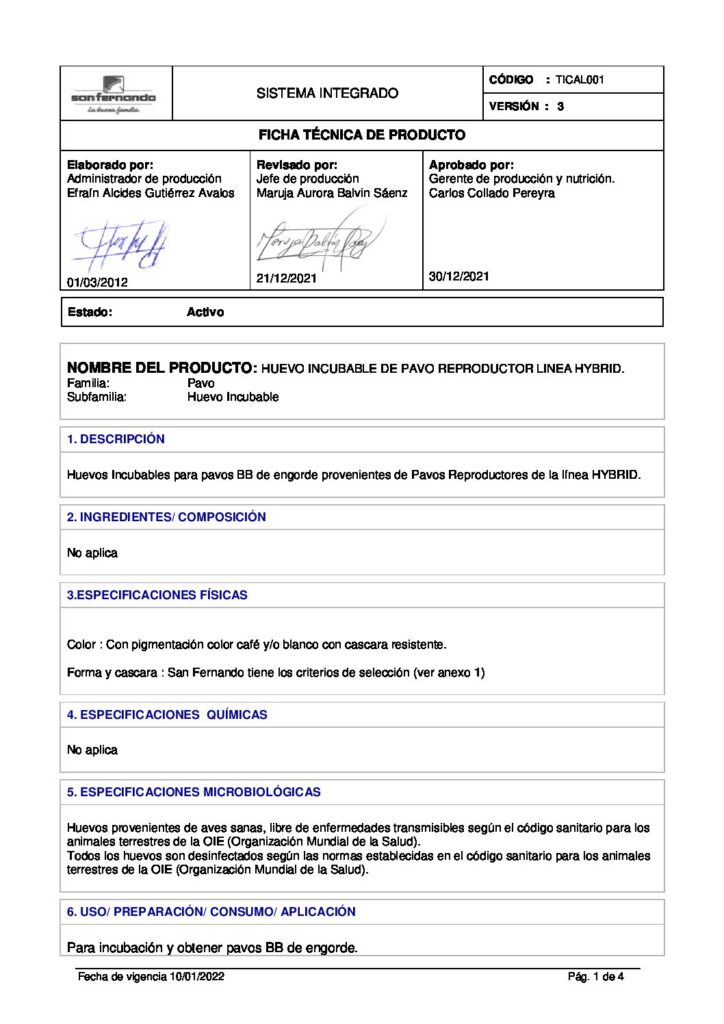 san fernando
La buena familia
SISTEMA INTEGRADO
CÓDIGO : TICAL001
VERSIÓN : 3
FICHA TÉCNICA DE PRODUCTO
Elaborado por:
Administrador de producción
Efraín Alcides Gutiérrez Avalos
01/03/2012
Revisado por:
Jefe de producción
Maruja Aurora Balvin Sáenz
21/12/2021
Aprobado por:
Gerente de producción y nutrición.
Carlos Collado Pereyra
30/12/2021
Estado: Activo
NOMBRE DEL PRODUCTO: HUEVO INCUBABLE DE PAVO REPRODUCTOR LINEA HYBRID.
Familia: Pavo
Subfamilia: Huevo Incubable
1. DESCRIPCIÓN
Huevos Incubables para pavos BB de engorde provenientes de Pavos Reproductores de la línea HYBRID.
2. INGREDIENTES/ COMPOSICIÓN
No aplica
3.ESPECIFICACIONES FÍSICAS
Color : Con pigmentación color café y/o blanco con cascara resistente.
Forma y cascara : San Fernando tiene los criterios de selección (ver anexo 1)
4. ESPECIFICACIONES QUÍMICAS
No aplica
5. ESPECIFICACIONES MICROBIOLÓGICAS
Huevos provenientes de aves sanas, libre de enfermedades transmisibles según el código sanitario para los
animales terrestres de la OIE (Organización Mundial de la Salud).
Todos los huevos son desinfectados según las normas establecidas en el código sanitario para los animales
terrestres de la OIE (Organización Mundial de la Salud).
6. USO/ PREPARACIÓN/ CONSUMO/ APLICACIÓN
Para incubación y obtener pavos BB de engorde.
Fecha de vigencia 10/01/2022
Pág. 1 de 4